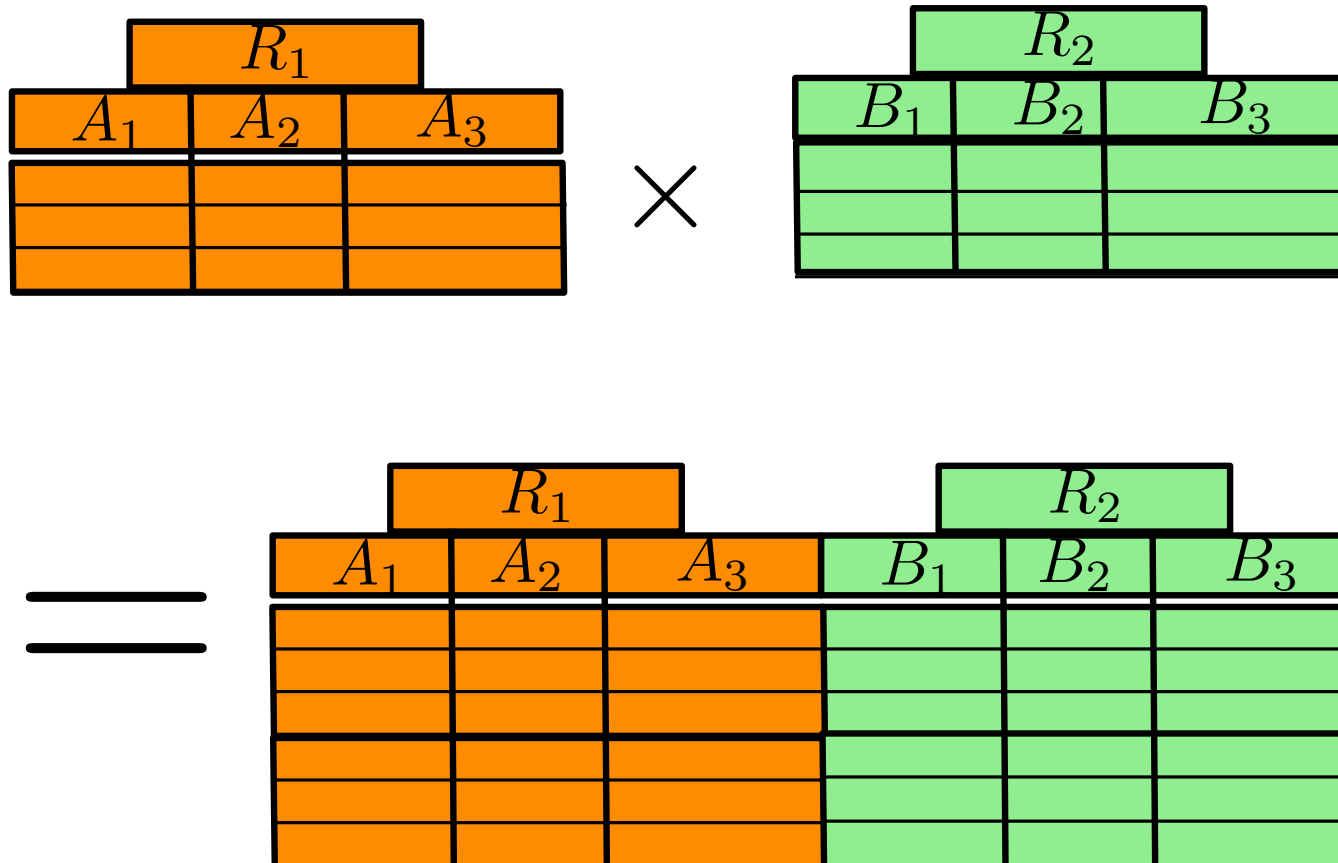 R₁ R₂
A₁ A₂ A₃ B₁ B₂ B₃
×
R₁ R₂
= A₁ A₂ A₃ B₁ B₂ B₃